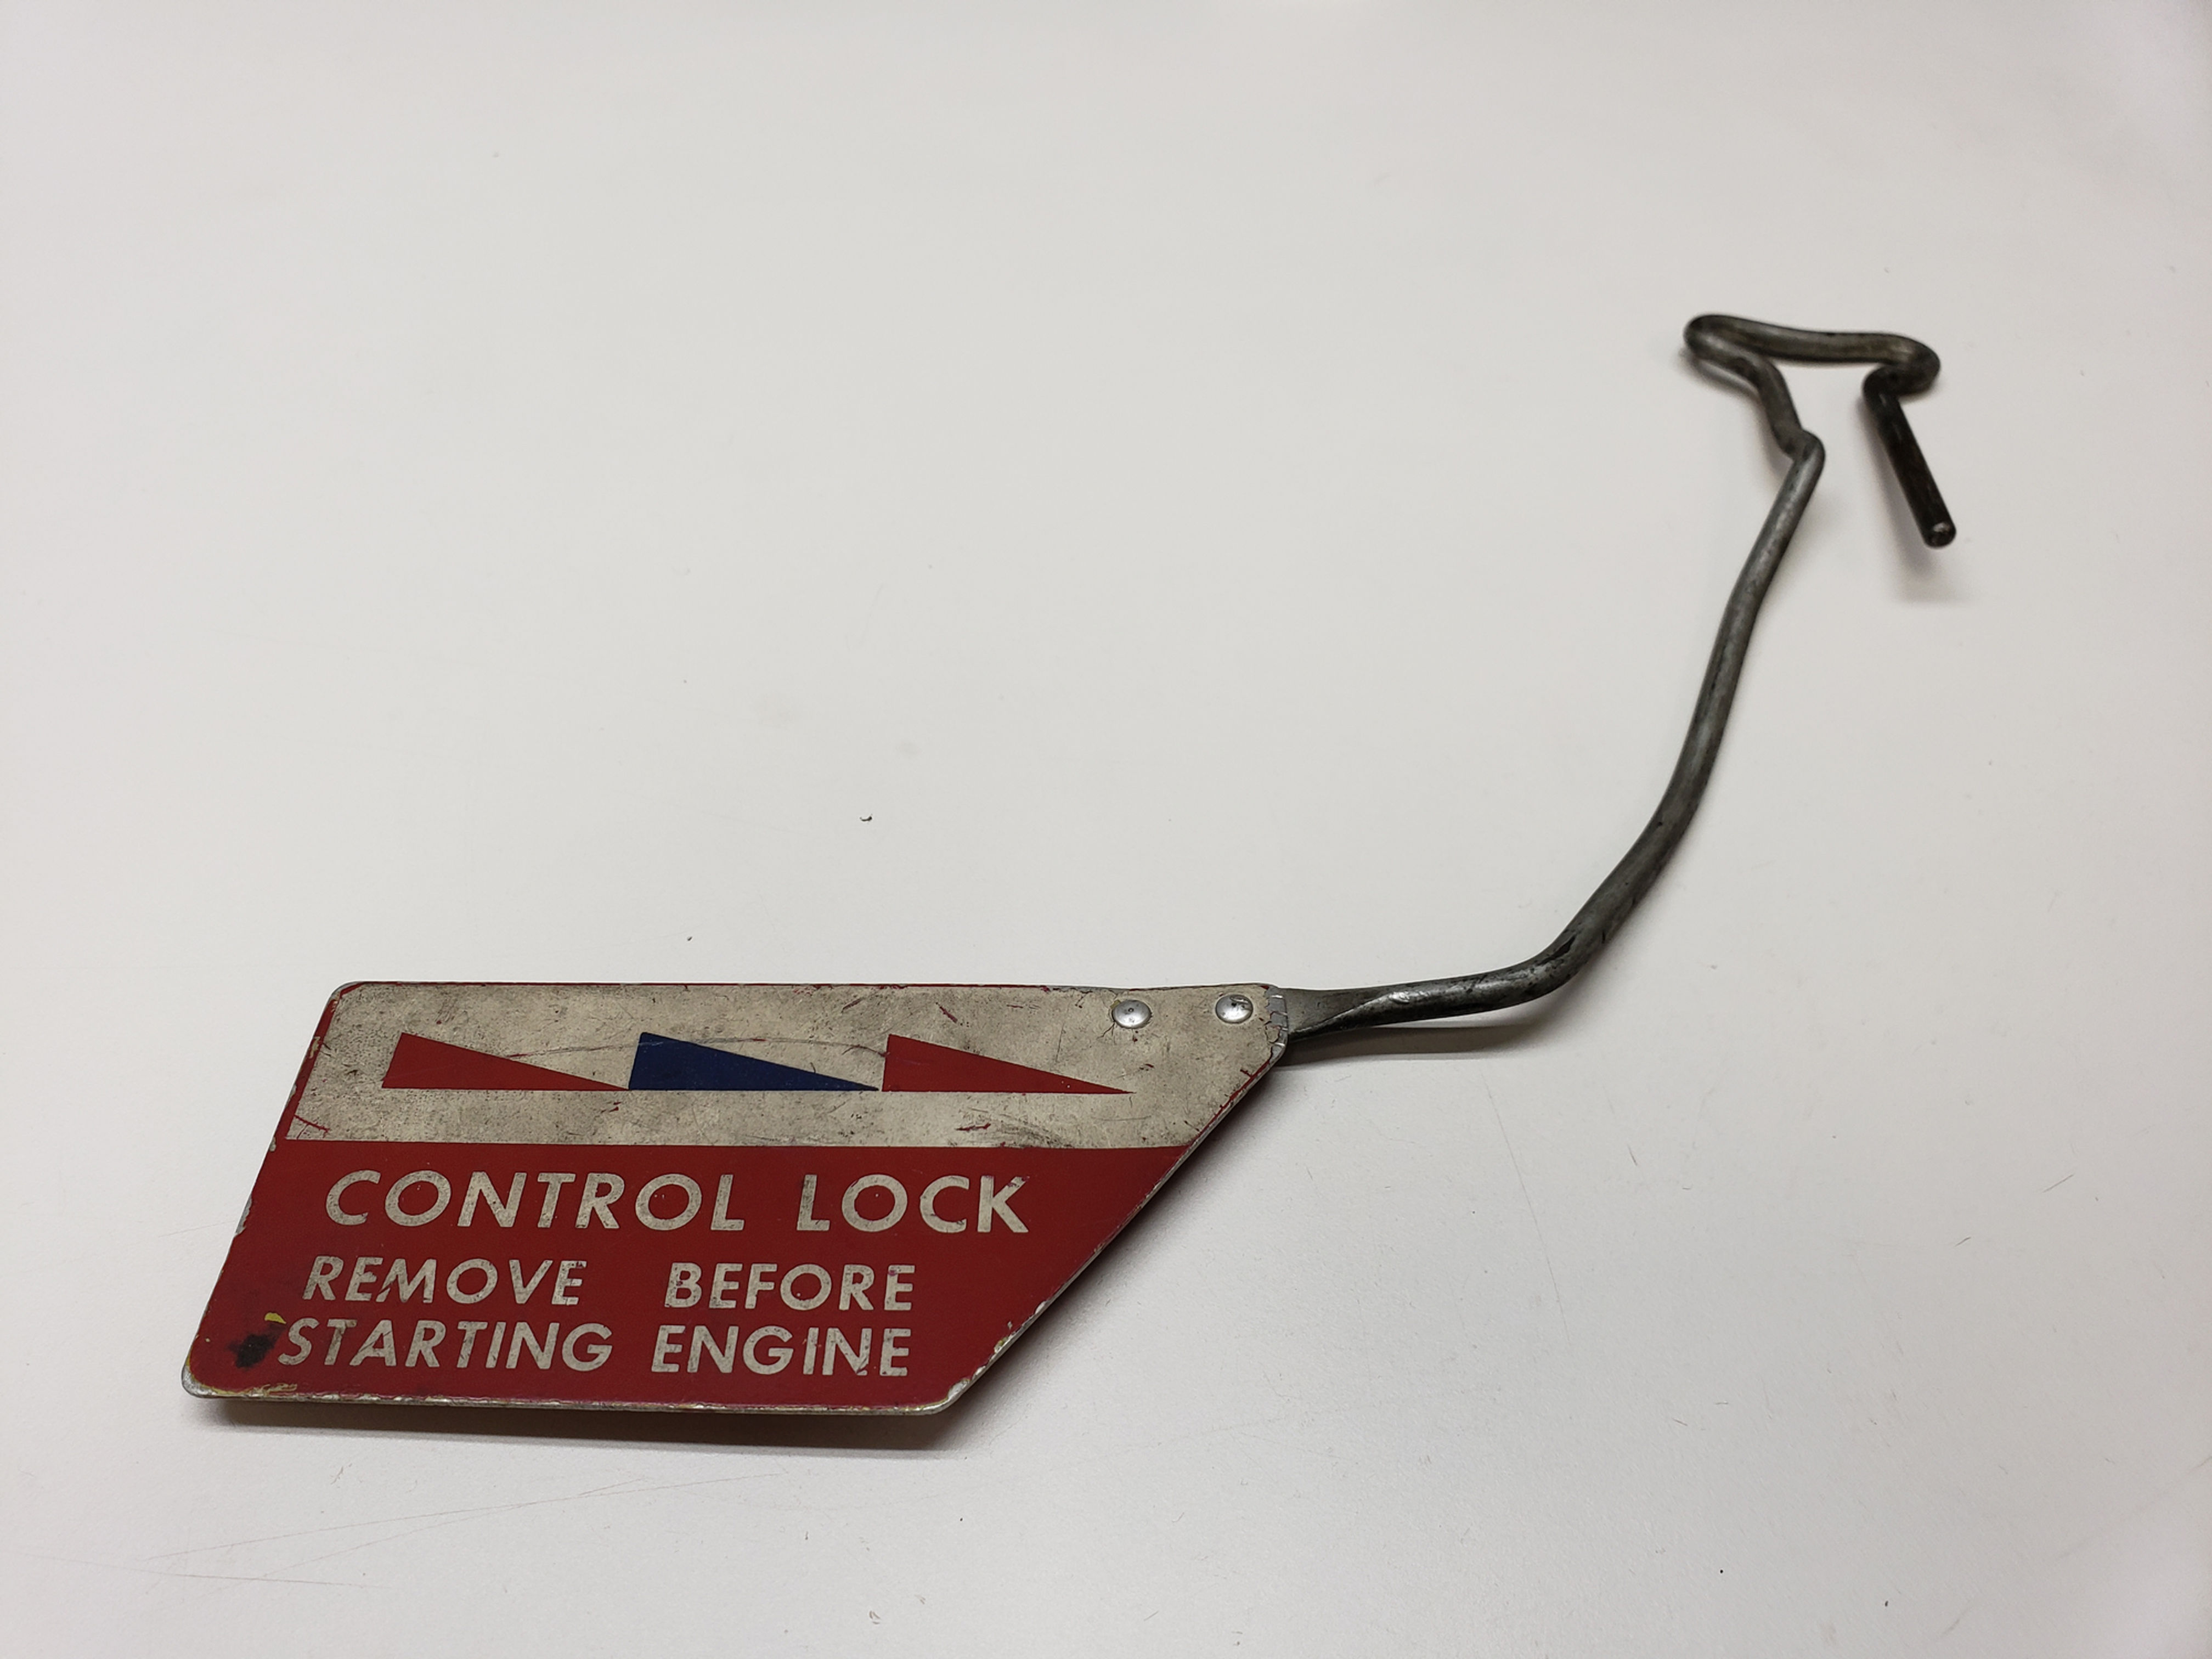 CONTROL LOCK
REMOVE BEFORE
STARTING ENGINE